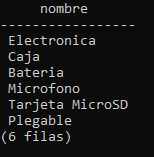 nombre
-----------------
Electronica
Caja
Bateria
Microfono
Tarjeta MicroSD
Plegable
(6 filas)